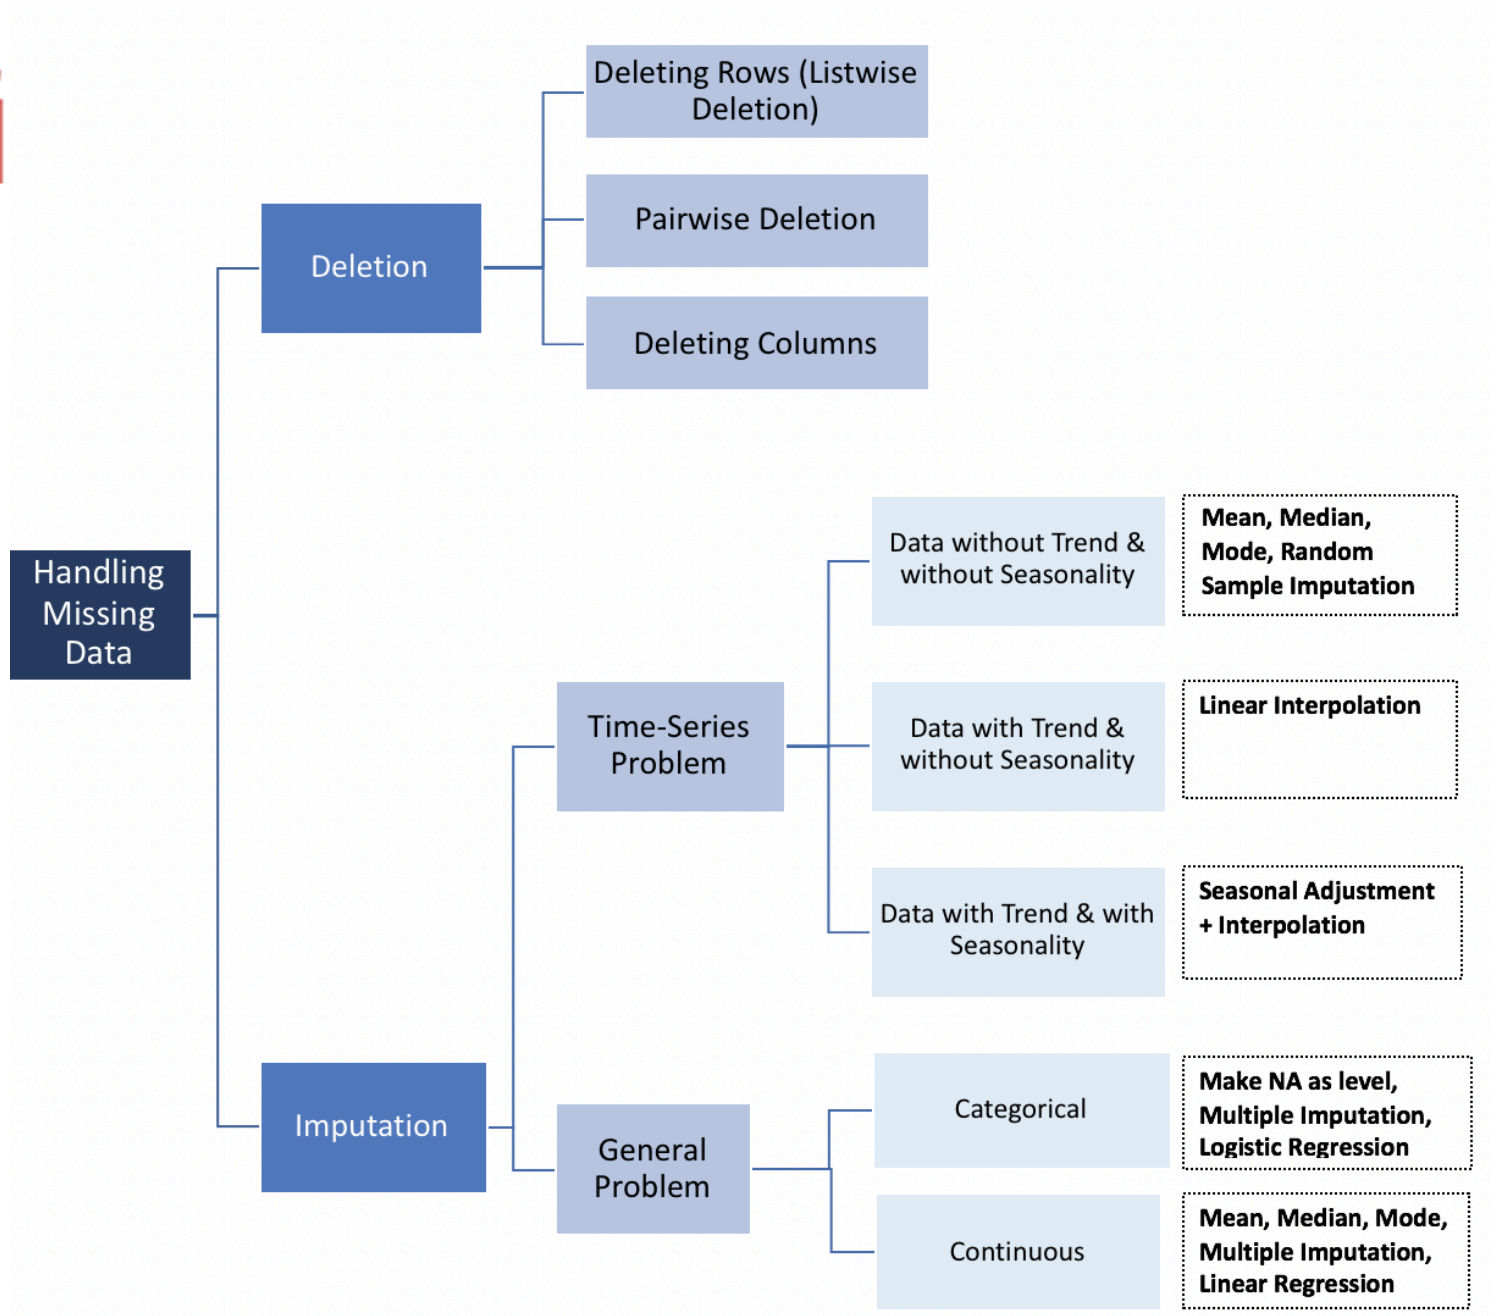 Deleting Rows (Listwise
Deletion)
Pairwise Deletion
Deletion
Deleting Columns
Handling
Missing
Data
Data without Trend &
without Seasonality
Mean, Median,
Mode, Random
Sample Imputation
Time-Series
Problem
Data with Trend &
without Seasonality
Linear Interpolation
Data with Trend & with
Seasonality
Seasonal Adjustment
+ Interpolation
Imputation
General
Problem
Categorical
Make NA as level,
Multiple Imputation,
Logistic Regression
Continuous
Mean, Median, Mode,
Multiple Imputation,
Linear Regression